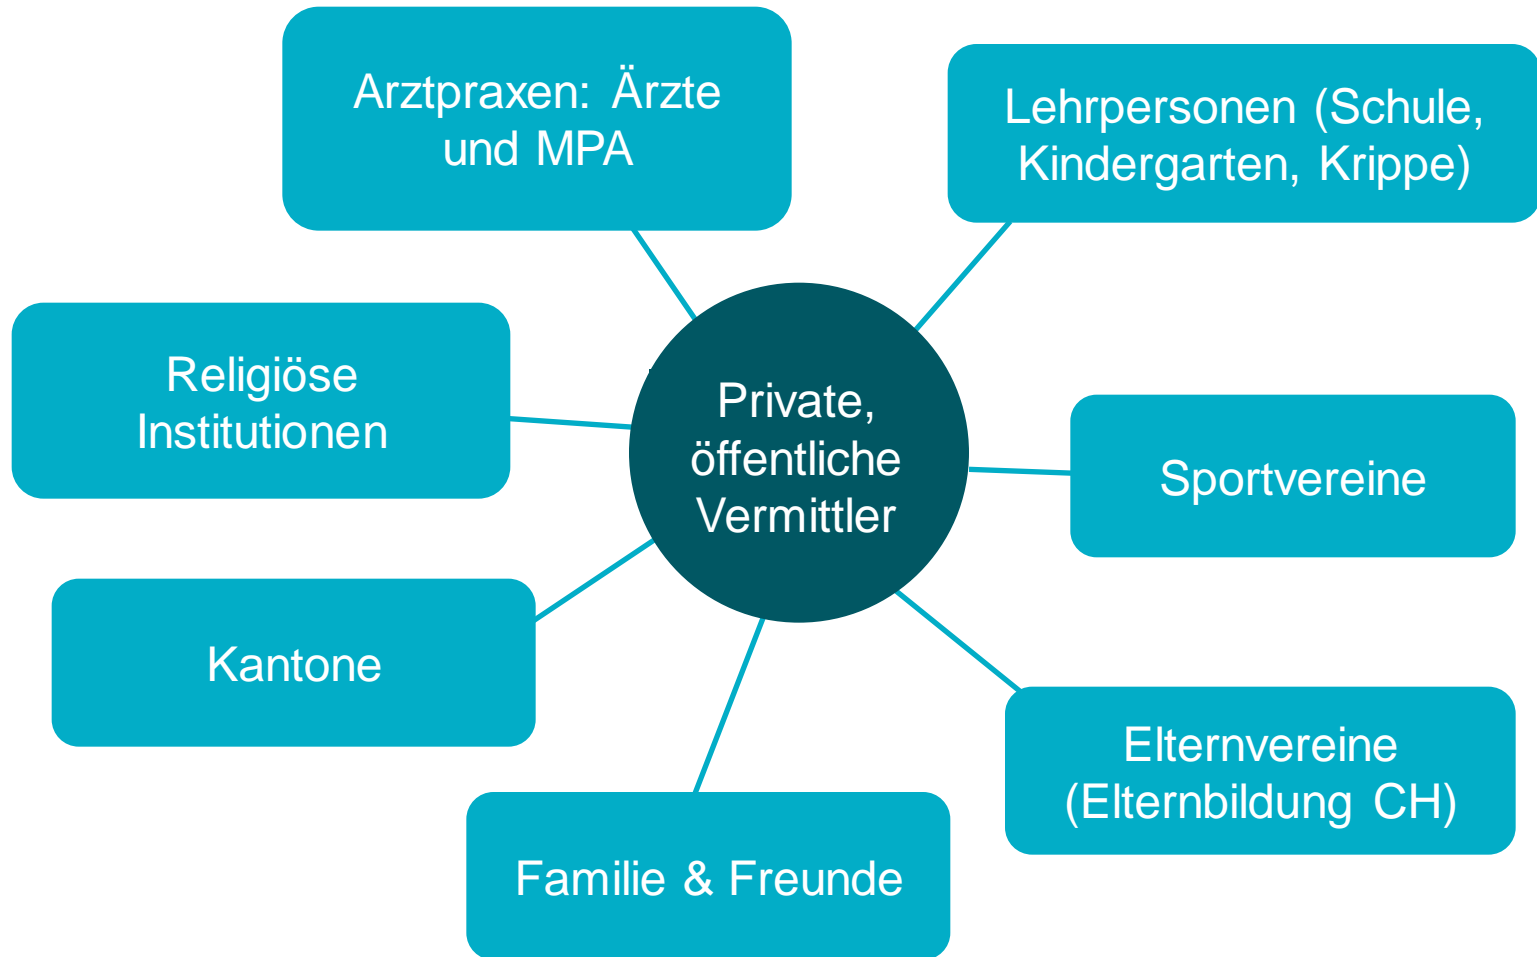 Arztpraxen: Ärzte
und MPA
Lehrpersonen (Schule,
Kindergarten, Krippe)
Religiöse
Institutionen
Private,
öffentliche
Vermittler
Sportvereine
Kantone
Elternvereine
(Elternbildung CH)
Familie & Freunde